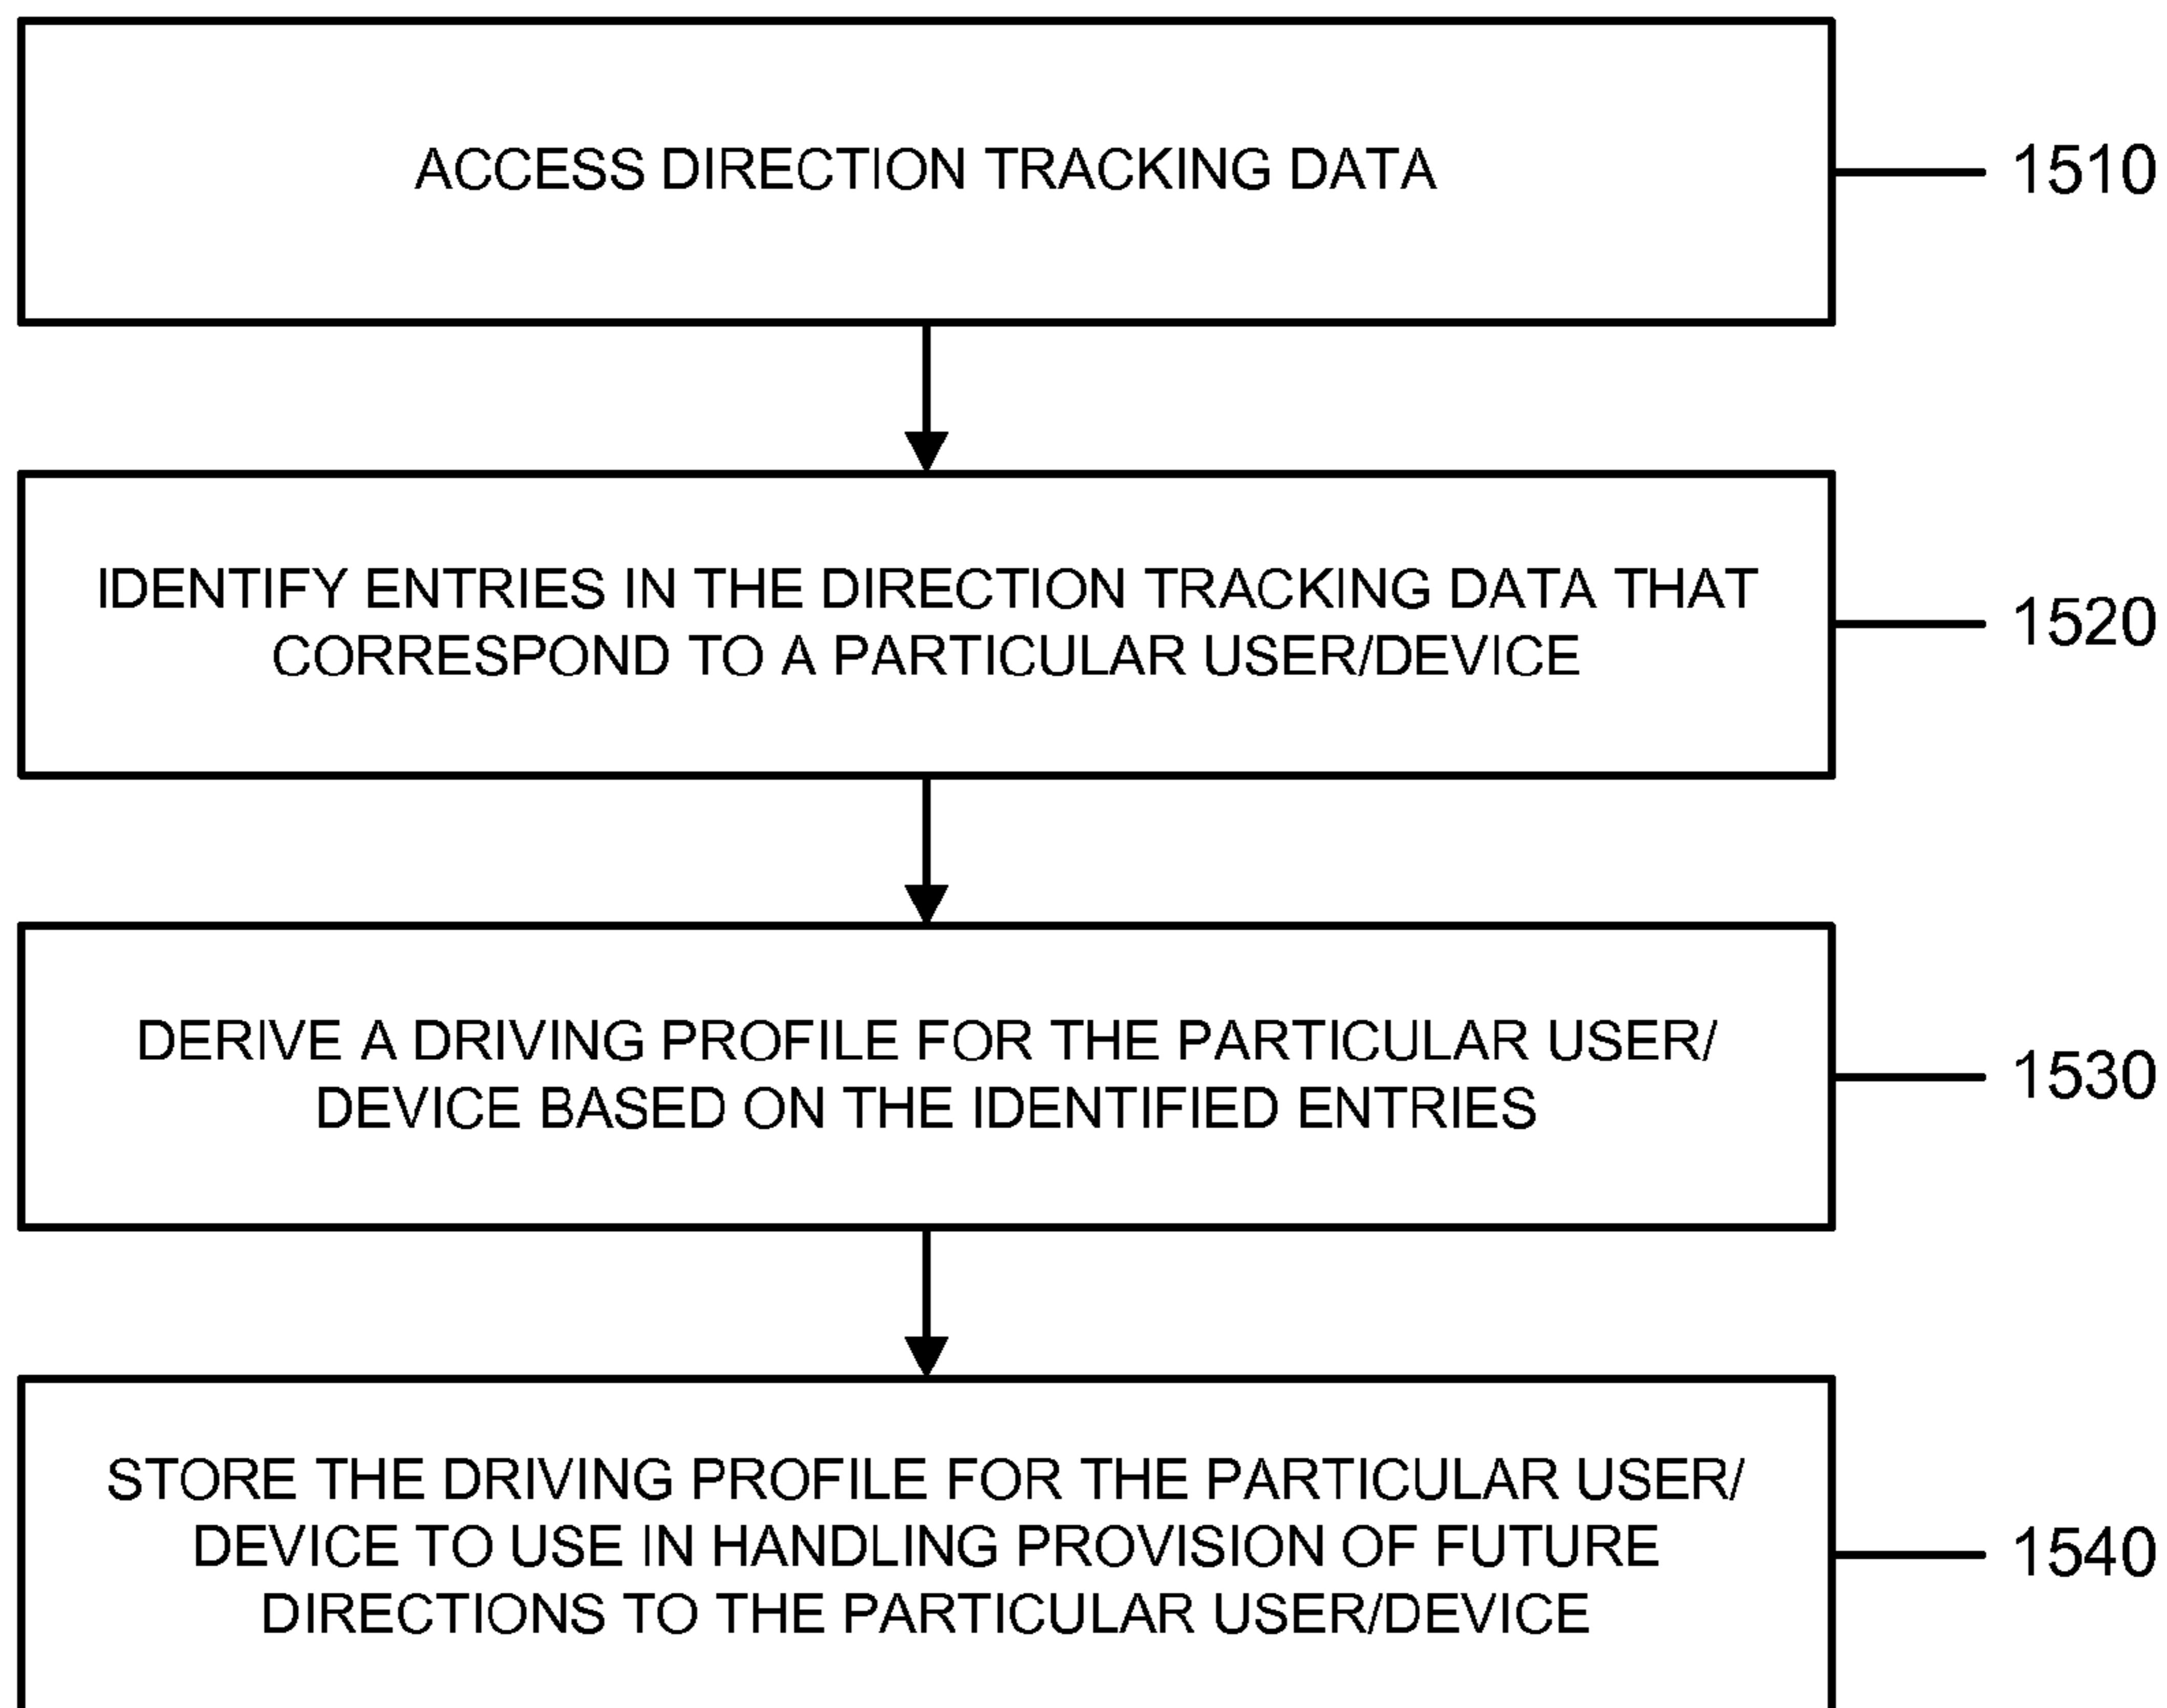 ACCESS DIRECTION TRACKING DATA
1510
IDENTIFY ENTRIES IN THE DIRECTION TRACKING DATA THAT
CORRESPOND TO A PARTICULAR USER/DEVICE
1520
DERIVE A DRIVING PROFILE FOR THE PARTICULAR USER/
DEVICE BASED ON THE IDENTIFIED ENTRIES
1530
STORE THE DRIVING PROFILE FOR THE PARTICULAR USER/
DEVICE TO USE IN HANDLING PROVISION OF FUTURE
DIRECTIONS TO THE PARTICULAR USER/DEVICE
1540